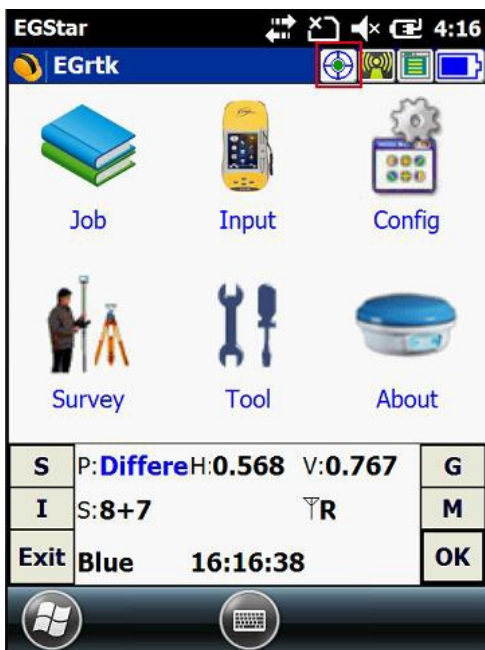 EGStar 4:16
EGrtk
Job Input Config
Survey Tool About
S P:Differe H:0.568 V:0.767 G
I S:8+7 R M
Exit Blue 16:16:38 OK